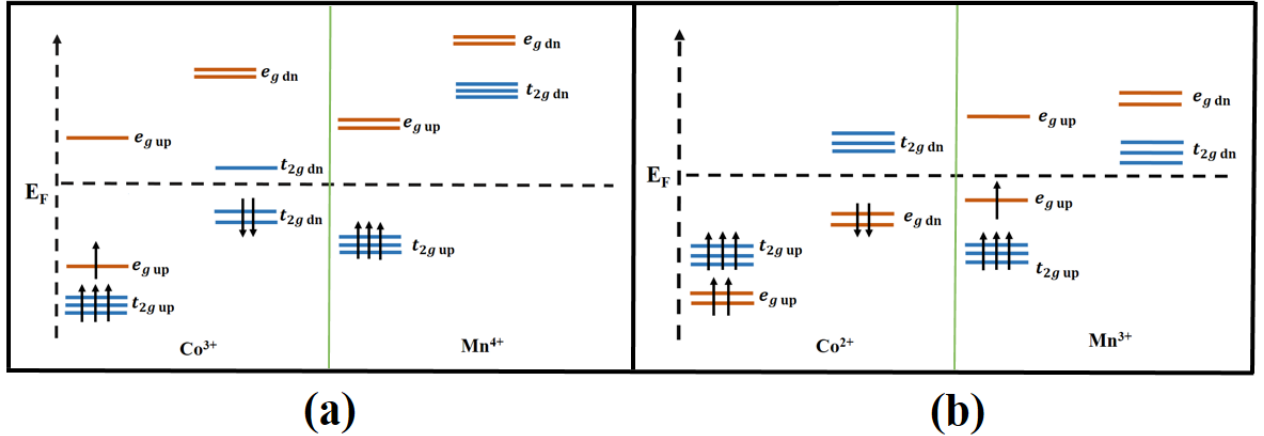 e_g dn
e_g dn
t_2g dn
e_g up
e_g up
t_2g dn
E_F
t_2g dn
t_2g up
e_g up
t_2g up
Co³⁺
Mn⁴⁺
e_g dn
e_g up
t_2g dn
t_2g dn
E_F
e_g up
e_g dn
t_2g up
t_2g up
e_g up
Co²⁺
Mn³⁺
(a)
(b)